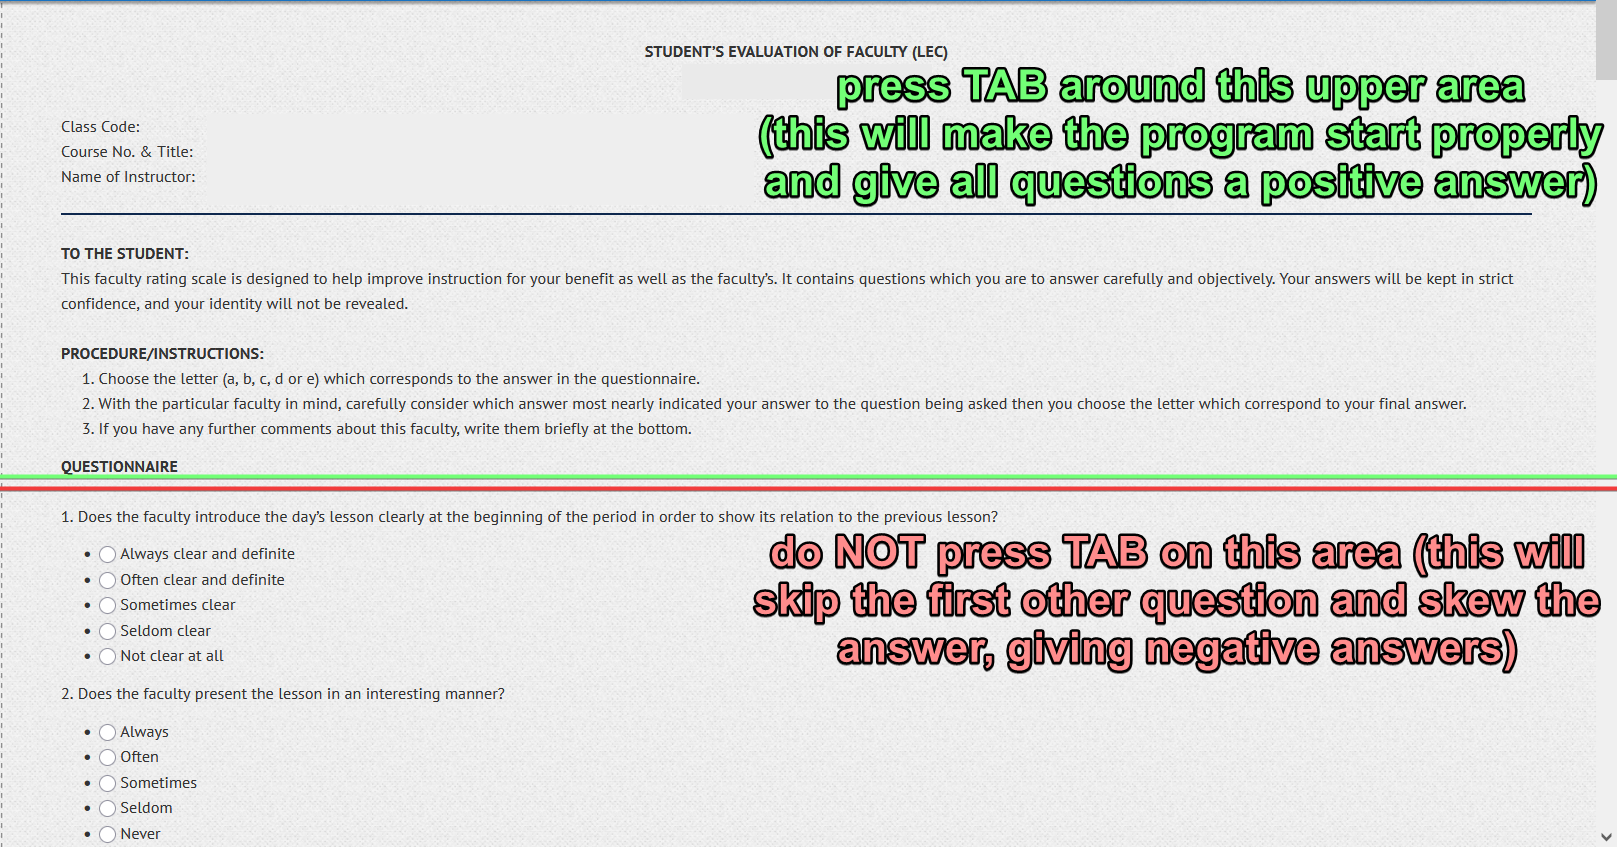 STUDENT'S EVALUATION OF FACULTY (LEC)
press TAB around this upper area
(this will make the program start properly
and give all questions a positive answer)
Class Code:
Course No. & Title:
Name of Instructor:
TO THE STUDENT:
This faculty rating scale is designed to help improve instruction for your benefit as well as the faculty's. It contains questions which you are to answer carefully and objectively. Your answers will be kept in strict
confidence, and your identity will not be revealed.
PROCEDURE/INSTRUCTIONS:
1. Choose the letter (a, b, c, d or e) which corresponds to the answer in the questionnaire.
2. With the particular faculty in mind, carefully consider which answer most nearly indicated your answer to the question being asked then you choose the letter which correspond to your final answer.
3. If you have any further comments about this faculty, write them briefly at the bottom.
QUESTIONNAIRE
1. Does the faculty introduce the day's lesson clearly at the beginning of the period in order to show its relation to the previous lesson?
Always clear and definite
Often clear and definite
Sometimes clear
Seldom clear
Not clear at all
do NOT press TAB on this area (this will
skip the first other question and skew the
answer, giving negative answers)
2. Does the faculty present the lesson in an interesting manner?
Always
Often
Sometimes
Seldom
Never